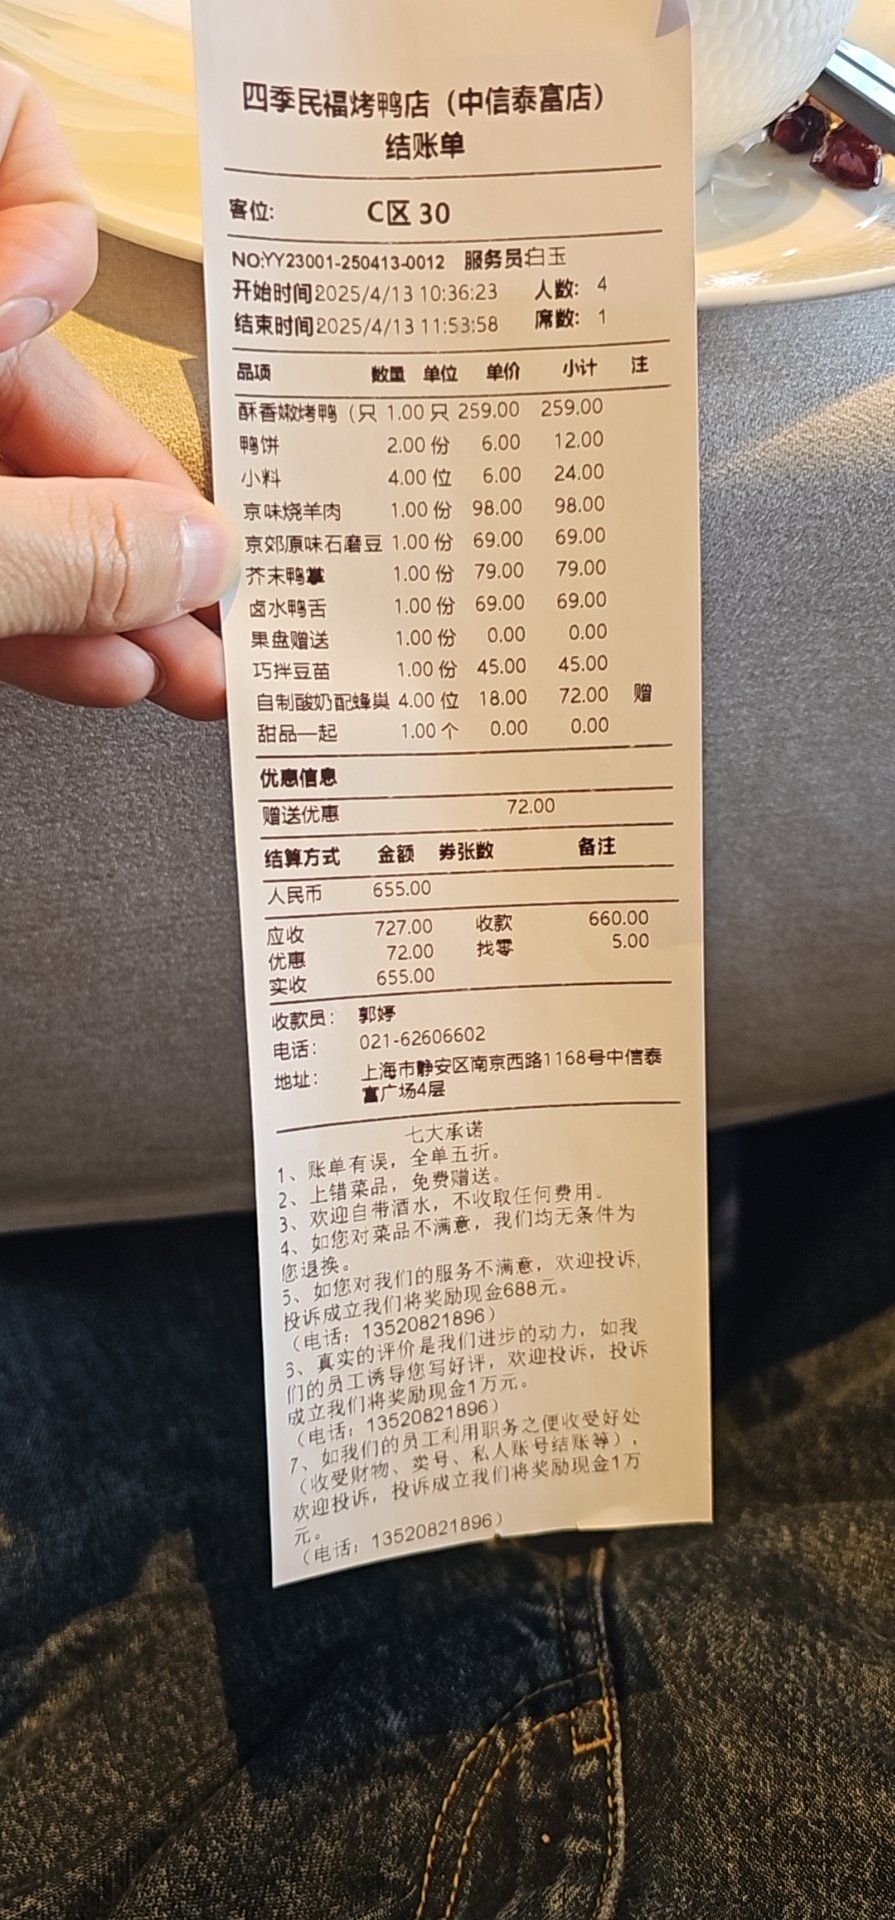 四季民福烤鸭店（中信泰富店）
结账单
客位: C区 30
NO:YY23001-250413-0012 服务员:白玉
开始时间2025/4/13 10:36:23 人数: 4
结束时间2025/4/13 11:53:58 席数: 1
品项 数量 单位 单价 小计 注
酥香嫩烤鸭（只 1.00 只 259.00 259.00
鸭饼 2.00 份 6.00 12.00
小料 4.00 位 6.00 24.00
京味烧羊肉 1.00 份 98.00 98.00
京郊原味石磨豆 1.00 份 69.00 69.00
芥末鸭掌 1.00 份 79.00 79.00
卤水鸭舌 1.00 份 69.00 69.00
果盘赠送 1.00 份 0.00 0.00
巧拌豆苗 1.00 份 45.00 45.00
自制酸奶配蜂巢 4.00 位 18.00 72.00 赠
甜品一起 1.00 个 0.00 0.00
优惠信息
赠送优惠 72.00
结算方式 金额 券张数 备注
人民币 655.00
应收 727.00 收款 660.00
优惠 72.00 找零 5.00
实收 655.00
收款员: 郭婷
电话: 021-62606602
地址: 上海市静安区南京西路1168号中信泰
富广场4层
七大承诺
1、账单有误，全单五折。
2、上错菜品，免费赠送。
3、欢迎自带酒水，不收取任何费用。
4、如您对菜品不满意，我们均无条件为
您退换。
5、如您对我们的服务不满意，欢迎投诉,
投诉成立我们将奖励现金688元。
（电话：13520821896）
6、真实的评价是我们进步的动力，如我
们的员工诱导您写好评，欢迎投诉，投诉
成立我们将奖励现金1万元。
（电话：13520821896）
7、如我们的员工利用职务之便收受好处
（收受财物、卖号、私人账号结账等），
欢迎投诉，投诉成立我们将奖励现金1万
元。
（电话：13520821896）